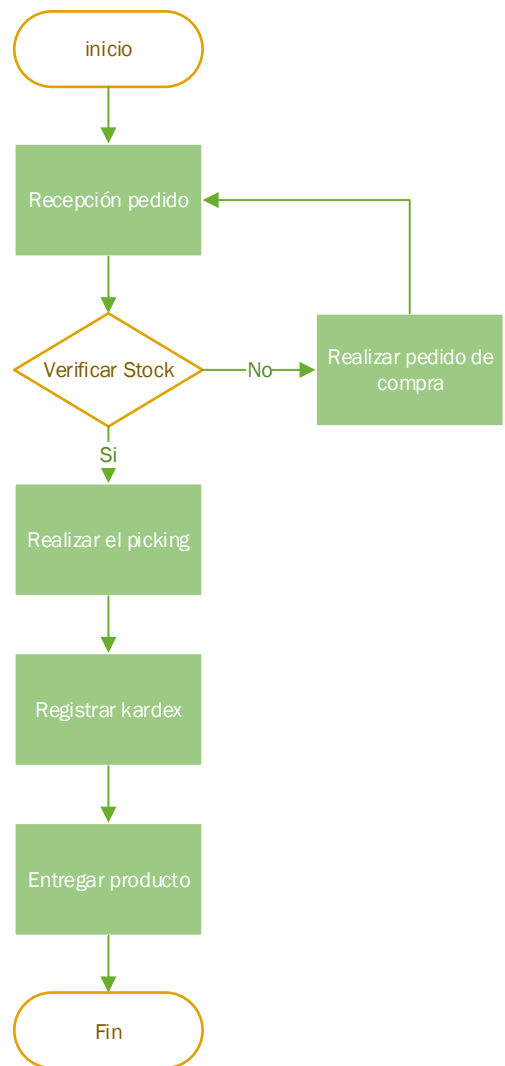 inicio
Recepción pedido
Verificar Stock
No
Realizar pedido de
compra
Si
Realizar el picking
Registrar kardex
Entregar producto
Fin